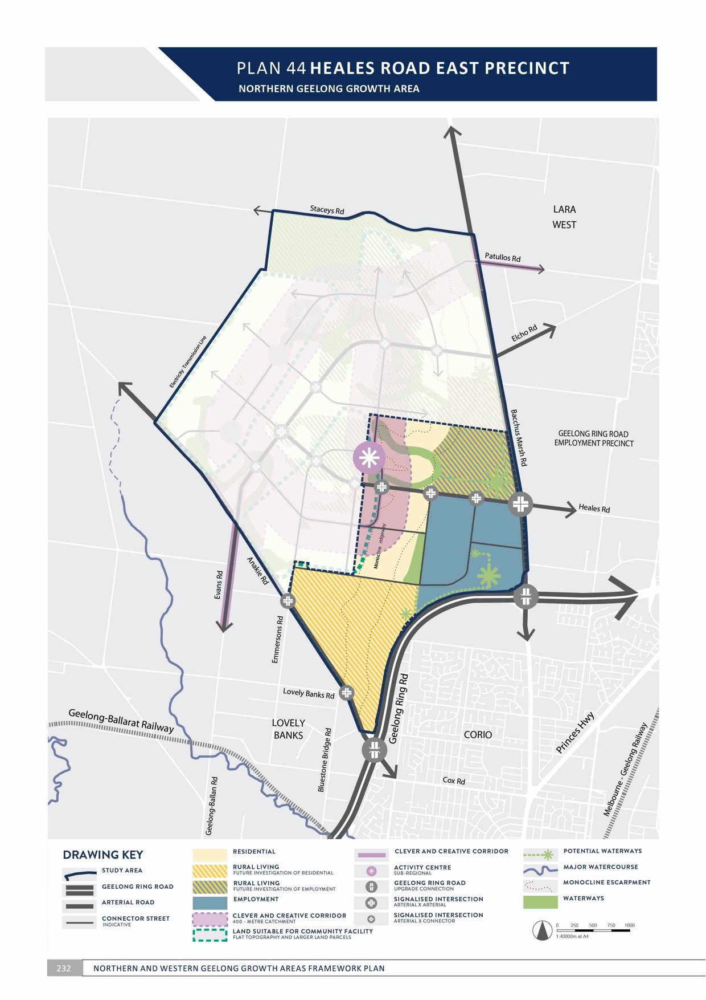 PLAN 44 HEALES ROAD EAST PRECINCT
NORTHERN GEELONG GROWTH AREA
LARA
WEST
Staceys Rd
Patullos Rd
Elcho Rd
Electricity Transmission Line
Bacchus Marsh Rd
GEELONG RING ROAD
EMPLOYMENT PRECINCT
Heales Rd
Monocline ridgeway
Anakie Rd
Evans Rd
Emmersons Rd
Lovely Banks Rd
Geelong Ring Rd
Geelong-Ballarat Railway
LOVELY
BANKS
Bluestone Bridge Rd
CORIO
Princes Hwy
Cox Rd
Melbourne - Geelong Railway
Geelong-Ballan Rd
DRAWING KEY
STUDY AREA
GEELONG RING ROAD
ARTERIAL ROAD
CONNECTOR STREET
INDICATIVE
RESIDENTIAL
RURAL LIVING
FUTURE INVESTIGATION OF RESIDENTIAL
RURAL LIVING
FUTURE INVESTIGATION OF EMPLOYMENT
EMPLOYMENT
CLEVER AND CREATIVE CORRIDOR
400 - METRE CATCHMENT
LAND SUITABLE FOR COMMUNITY FACILITY
FLAT TOPOGRAPHY AND LARGER LAND PARCELS
CLEVER AND CREATIVE CORRIDOR
ACTIVITY CENTRE
SUB-REGIONAL
GEELONG RING ROAD
UPGRADE CONNECTION
SIGNALISED INTERSECTION
ARTERIAL X ARTERIAL
SIGNALISED INTERSECTION
ARTERIAL X CONNECTOR
POTENTIAL WATERWAYS
MAJOR WATERCOURSE
MONOCLINE ESCARPMENT
WATERWAYS
0 250 500 750 1000
1:40000m at A4
232 NORTHERN AND WESTERN GEELONG GROWTH AREAS FRAMEWORK PLAN